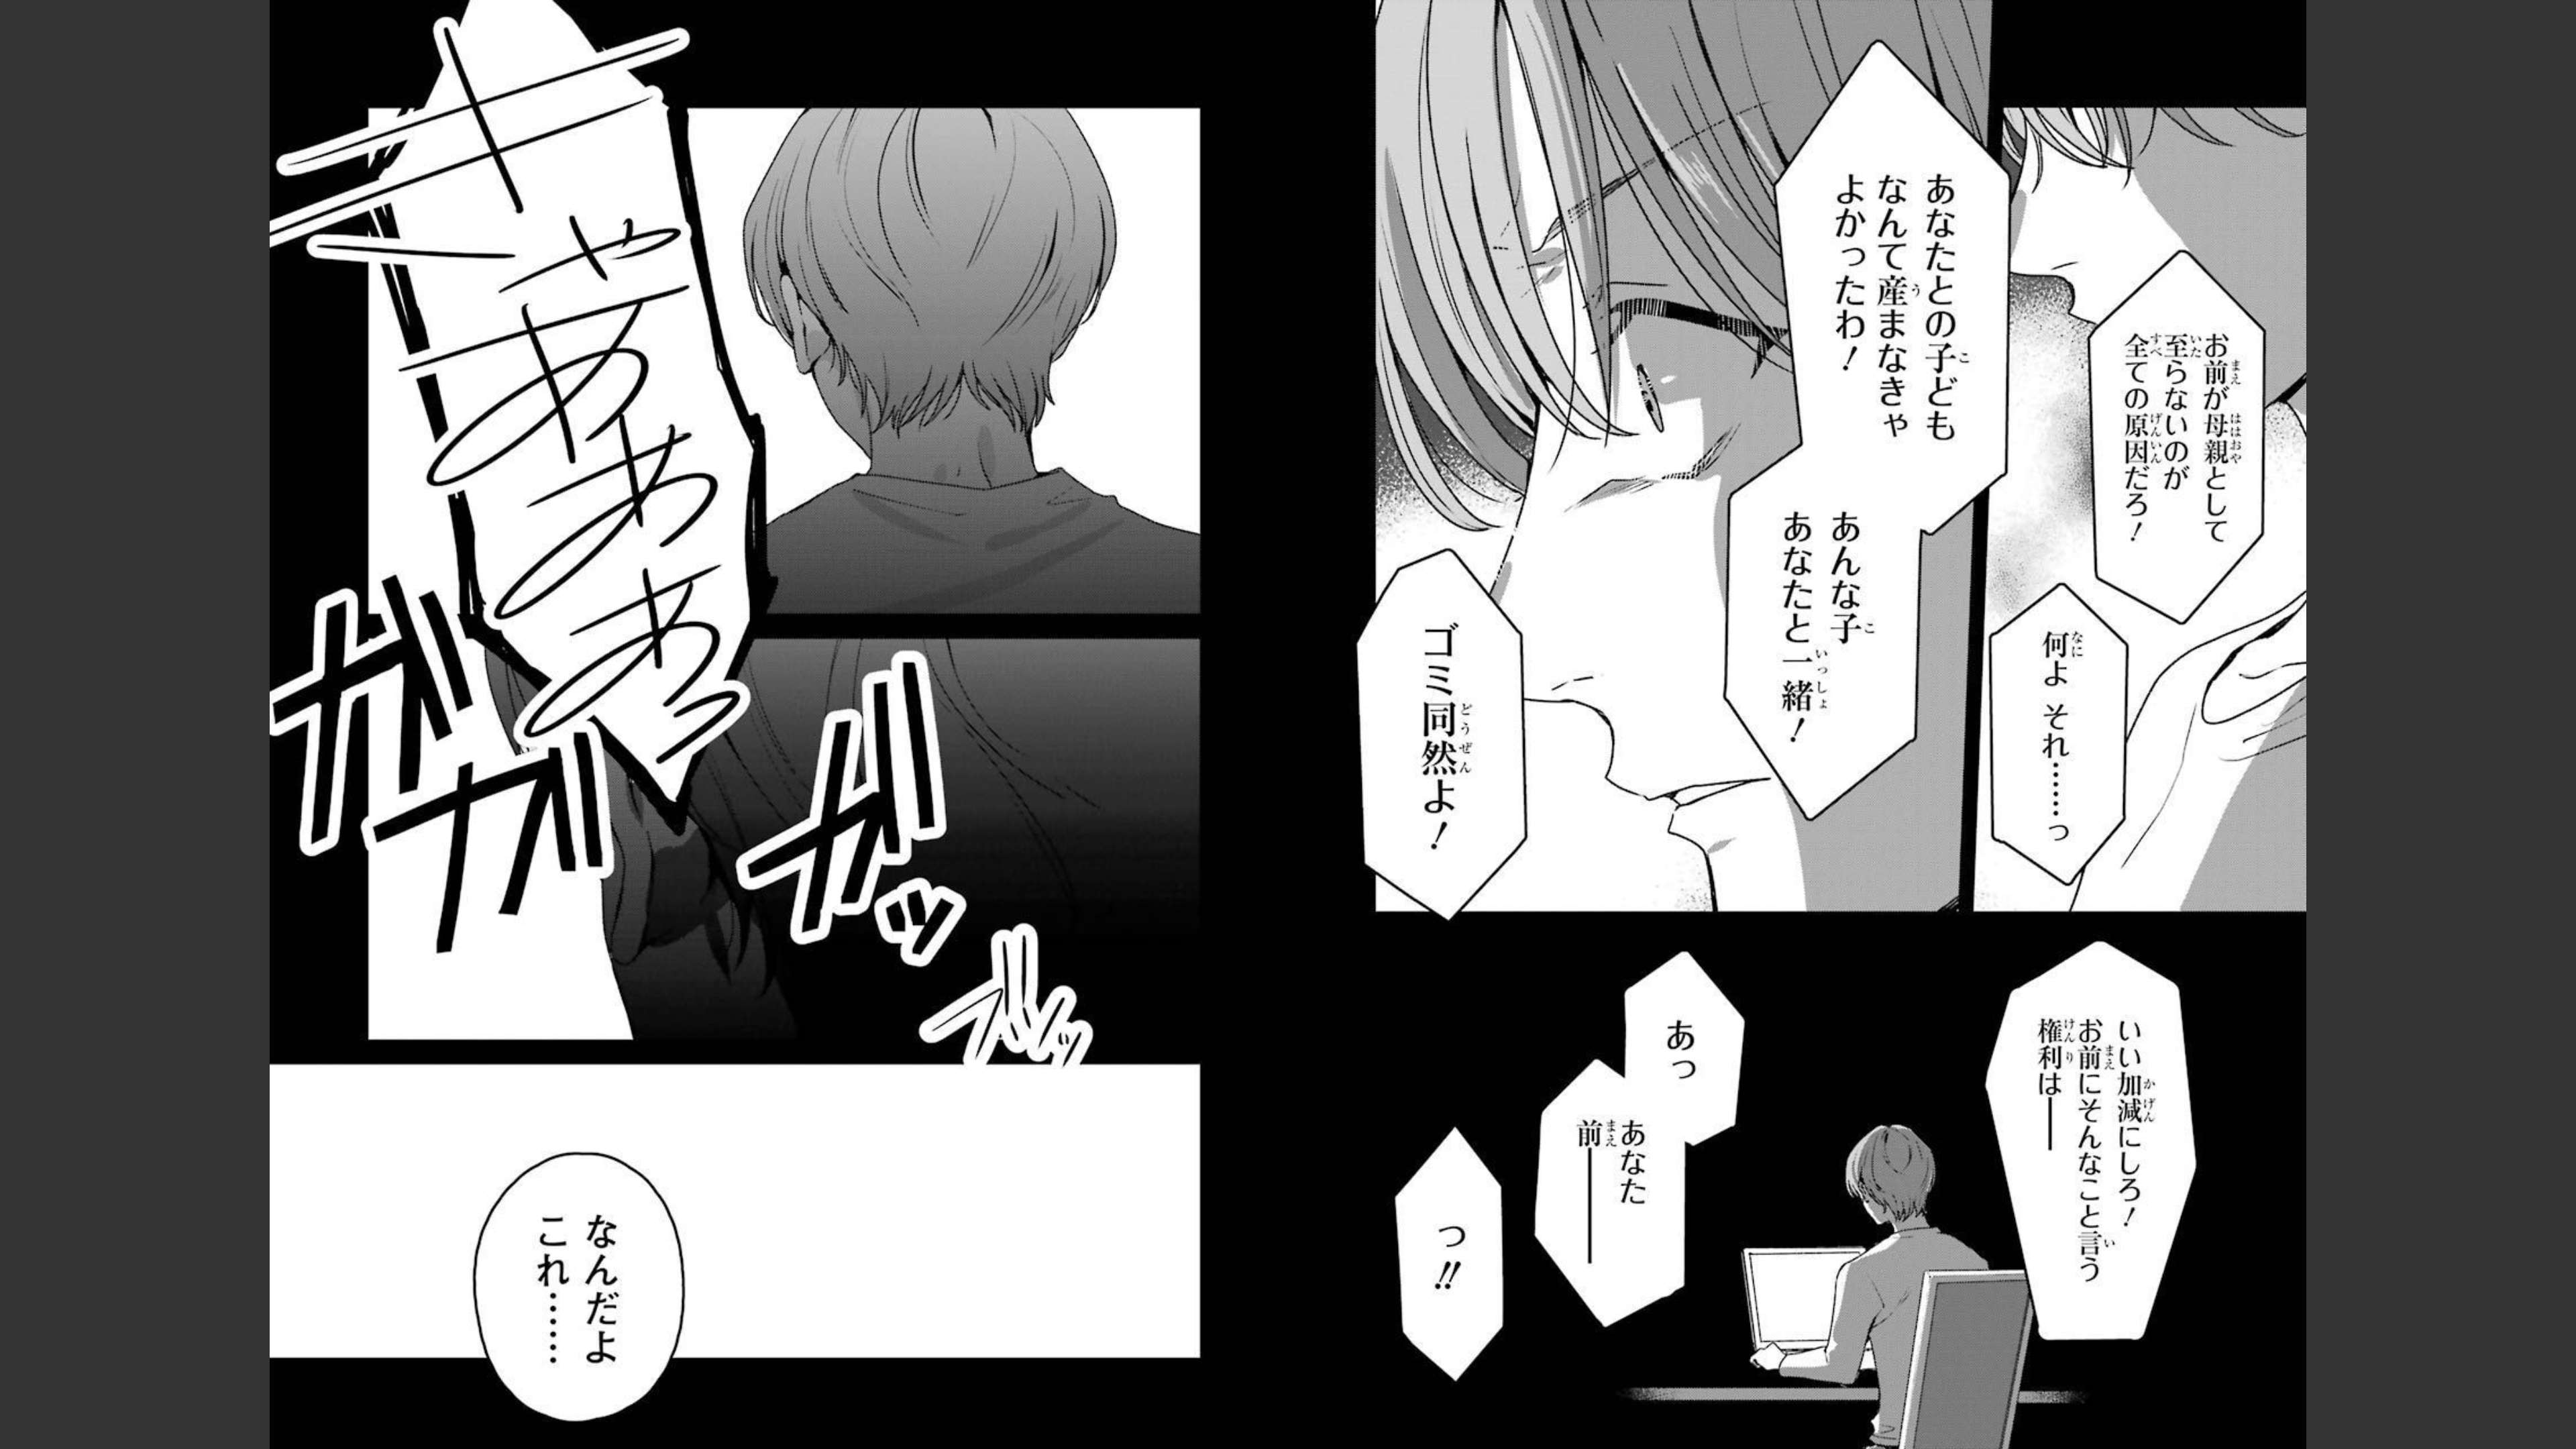 お前が母親として
至らないのが
全ての原因だろ！
何よ それ……っ
あなたとの子ども
なんて産まなきゃ
よかったわ！
あんな子
あなたと一緒！
ゴミ同然よ！
いい加減にしろ！
お前にそんなこと言う
権利は――
あっ
あなた
前――
っ!!
きゃあああ
ガガガッ
ブツッ
なんだよ
これ……